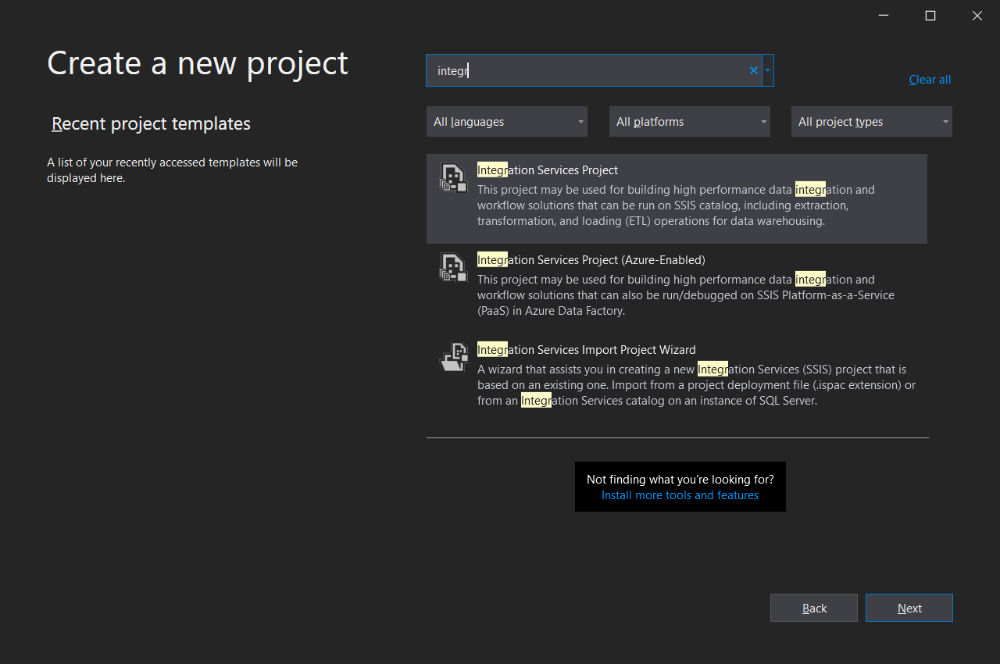 Create a new project
integr
Clear all
Recent project templates
All languages
All platforms
All project types
A list of your recently accessed templates will be
displayed here.
Integration Services Project
This project may be used for building high performance data integration and
workflow solutions that can be run on SSIS catalog, including extraction,
transformation, and loading (ETL) operations for data warehousing.
Integration Services Project (Azure-Enabled)
This project may be used for building high performance data integration and
workflow solutions that can also be run/debugged on SSIS Platform-as-a-Service
(PaaS) in Azure Data Factory.
Integration Services Import Project Wizard
A wizard that assists you in creating a new Integration Services (SSIS) project that is
based on an existing one. Import from a project deployment file (.ispac extension) or
from an Integration Services catalog on an instance of SQL Server.
Not finding what you're looking for?
Install more tools and features
Back
Next